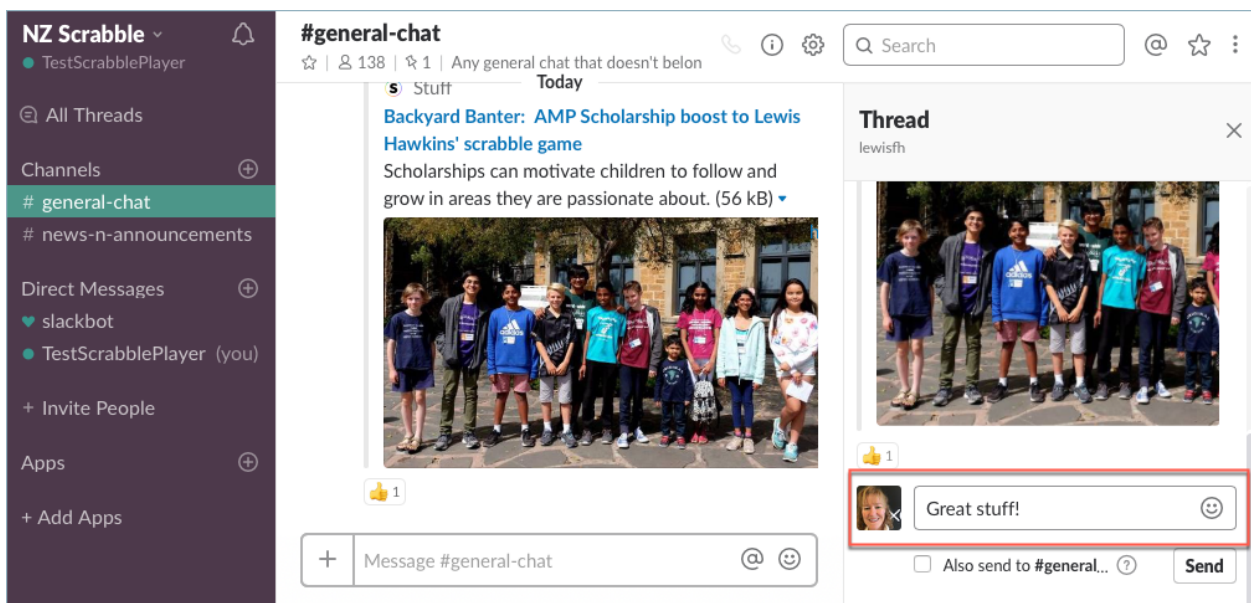 NZ Scrabble
TestScrabblePlayer
All Threads
Channels
# general-chat
# news-n-announcements
Direct Messages
slackbot
TestScrabblePlayer (you)
+ Invite People
Apps
+ Add Apps
#general-chat
138 | 1 | Any general chat that doesn't belon
Search
Today
S Stuff
Backyard Banter: AMP Scholarship boost to Lewis
Hawkins' scrabble game
Scholarships can motivate children to follow and
grow in areas they are passionate about. (56 kB)
1
Message #general-chat
Thread
lewisfh
1
Great stuff!
Also send to #general...
Send